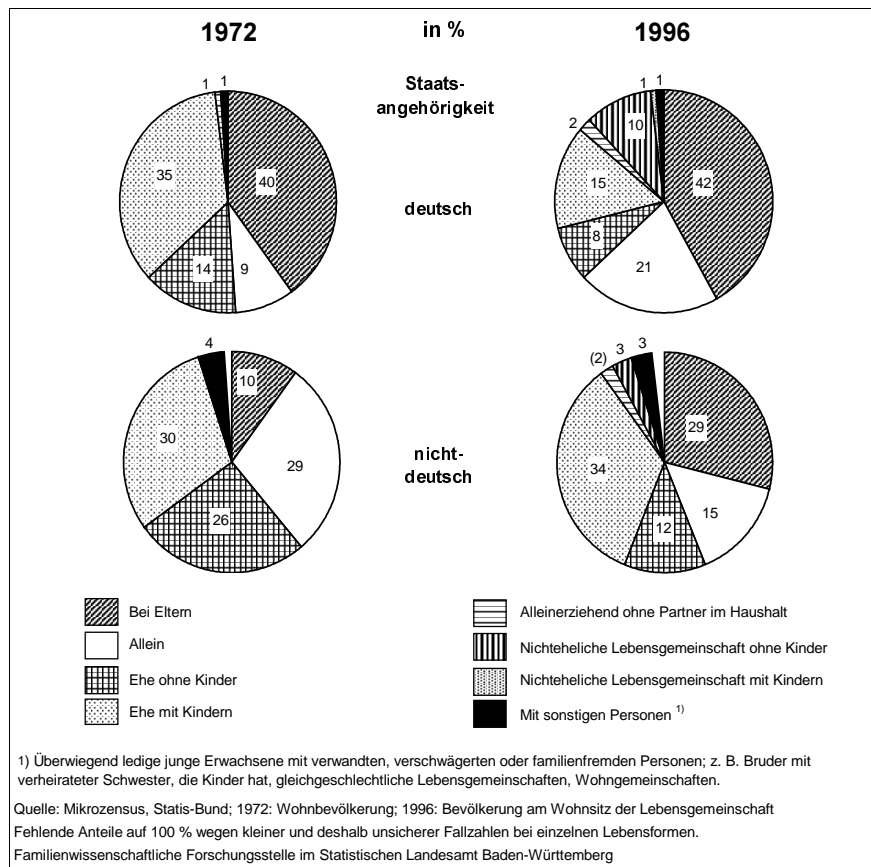 1972 in % 1996
1 1 Staats- 1 1
angehörigkeit
2 10
35 40 15 42
deutsch
8
14 9 21
4 (2) 3 3
10
29
30 29 nicht- 34
deutsch
26 12 15
Bei Eltern
Allein
Ehe ohne Kinder
Ehe mit Kindern
Alleinerziehend ohne Partner im Haushalt
Nichteheliche Lebensgemeinschaft ohne Kinder
Nichteheliche Lebensgemeinschaft mit Kindern
Mit sonstigen Personen 1)
1) Überwiegend ledige junge Erwachsene mit verwandten, verschwägerten oder familienfremden Personen; z. B. Bruder mit
verheirateter Schwester, die Kinder hat, gleichgeschlechtliche Lebensgemeinschaften, Wohngemeinschaften.
Quelle: Mikrozensus, Statis-Bund; 1972: Wohnbevölkerung; 1996: Bevölkerung am Wohnsitz der Lebensgemeinschaft
Fehlende Anteile auf 100 % wegen kleiner und deshalb unsicherer Fallzahlen bei einzelnen Lebensformen.
Familienwissenschaftliche Forschungsstelle im Statistischen Landesamt Baden-Württemberg